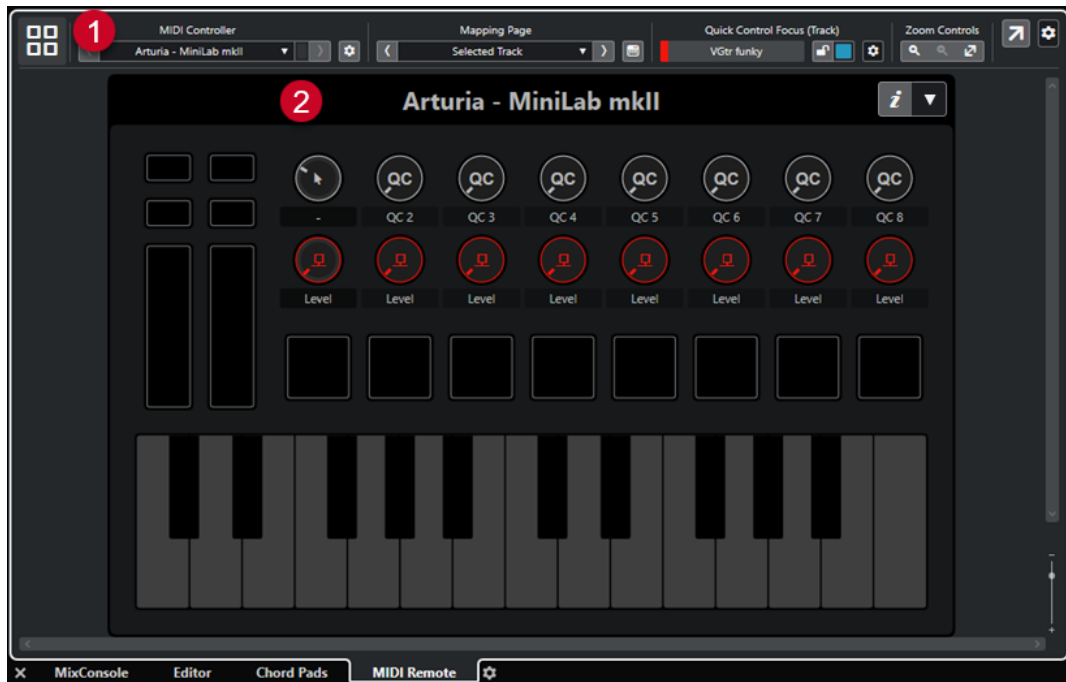 1
MIDI Controller
Mapping Page
Quick Control Focus (Track)
Zoom Controls
Arturia - MiniLab mkII
Selected Track
VGtr funky
2
Arturia - MiniLab mkII
i
QC QC QC QC QC QC QC
- QC 2 QC 3 QC 4 QC 5 QC 6 QC 7 QC 8
Level Level Level Level Level Level Level Level
MixConsole Editor Chord Pads MIDI Remote